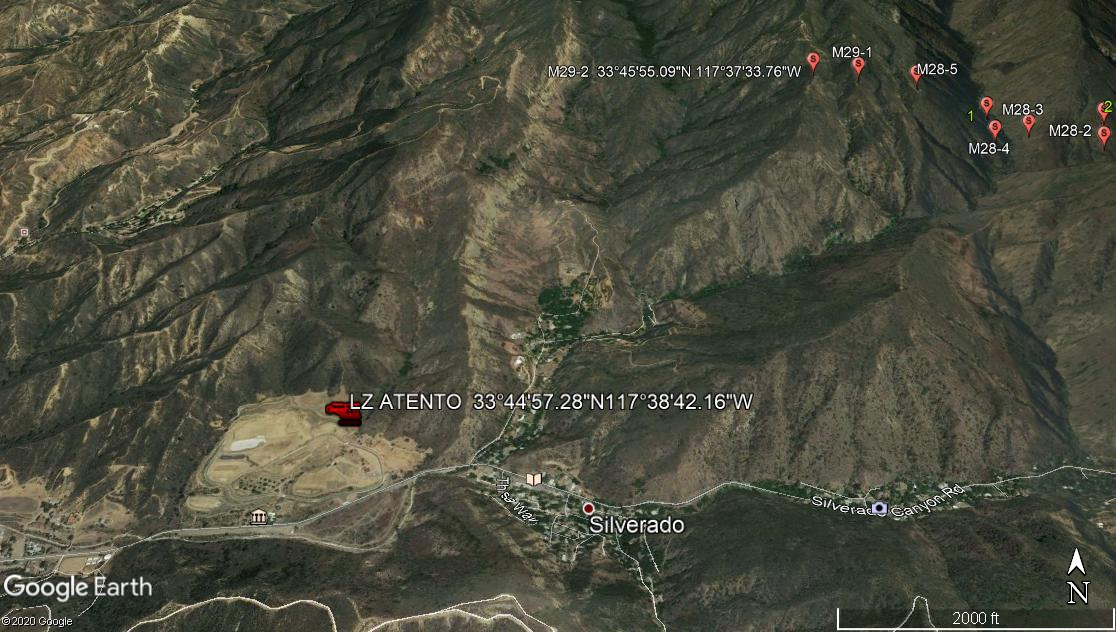 M29-1
M29-2 33°45'55.09"N 117°37'33.76"W
S
S
S
M28-5
S
1
M28-3
S
S
S
2
M28-2
S
M28-4
LZ ATENTO 33°44'57.28"N117°38'42.16"W
Silverado
Silverado Canyon Rd
Google Earth
©2020 Google
N
2000 ft